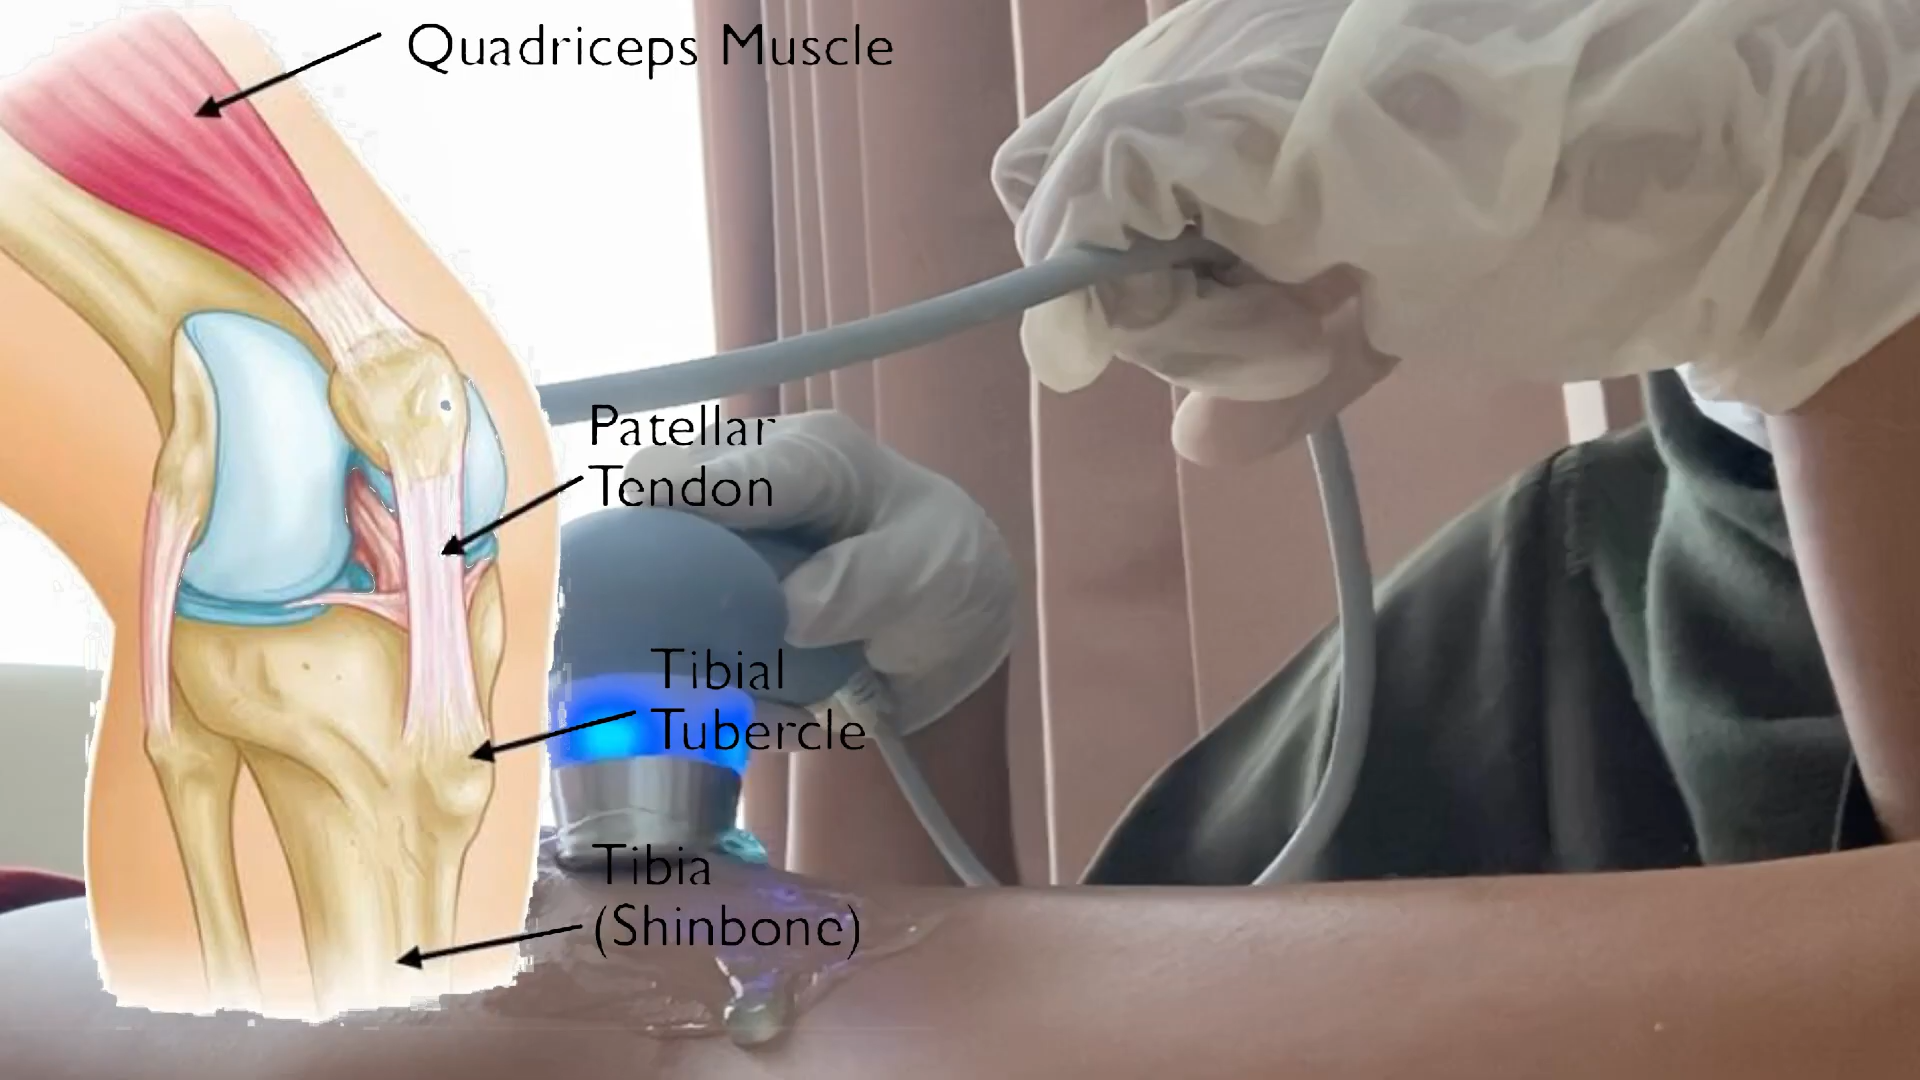 Quadriceps Muscle
Patellar
Tendon
Tibial
Tubercle
Tibia
(Shinbone)